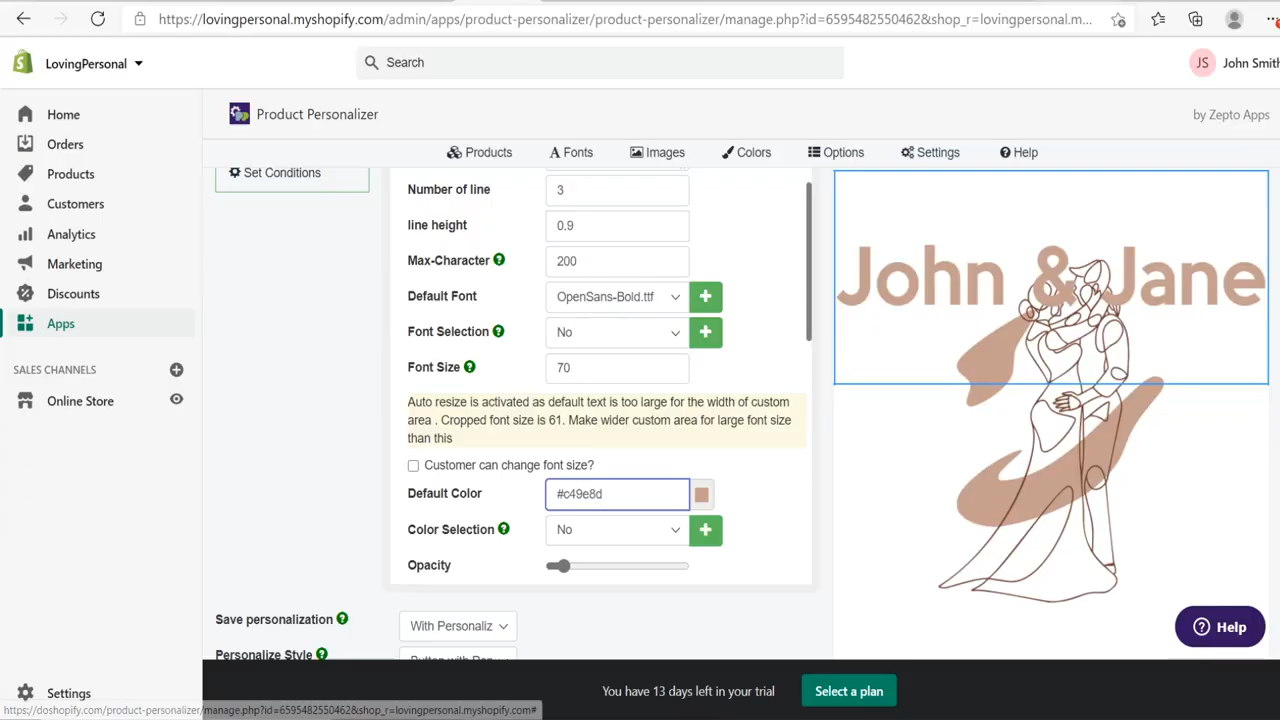 https://lovingpersonal.myshopify.com/admin/apps/product-personalizer/product-personalizer/manage.php?id=6595482550462&shop_r=lovingpersonal.m...
LovingPersonal
Search
JS
John Smith
Home
Orders
Products
Customers
Analytics
Marketing
Discounts
Apps
SALES CHANNELS
Online Store
Settings
Product Personalizer
by Zepto Apps
Products
Fonts
Images
Colors
Options
Settings
Help
Set Conditions
Number of line
3
line height
0.9
Max-Character
200
Default Font
OpenSans-Bold.ttf
Font Selection
No
Font Size
70
Auto resize is activated as default text is too large for the width of custom
area . Cropped font size is 61. Make wider custom area for large font size
than this
Customer can change font size?
Default Color
#c49e8d
Color Selection
No
Opacity
Save personalization
With Personaliz
Personalize Style
John & Jane
Help
You have 13 days left in your trial
Select a plan
https://doshopify.com/product-personalizer/manage.php?id=6595482550462&shop_r=lovingpersonal.myshopify.com#